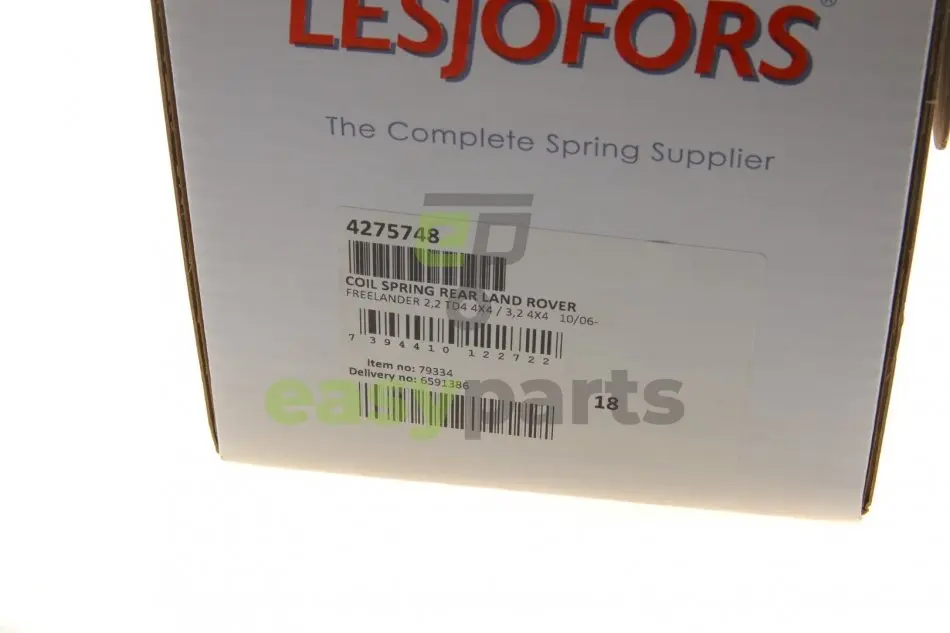 LESJOFORS®
The Complete Spring Supplier
4275748
COIL SPRING REAR LAND ROVER
FREELANDER 2,2 TD4 4X4 / 3,2 4X4 10/06-
7 394410 122722
Item no: 79334
Delivery no: 6591386
18
easyparts
ep